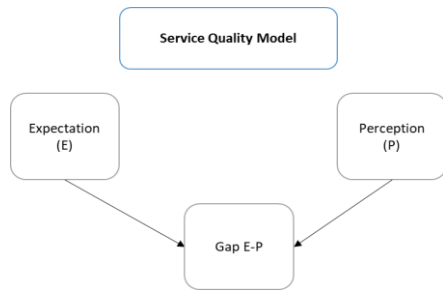 Service Quality Model
Expectation
(E)
Perception
(P)
Gap E-P